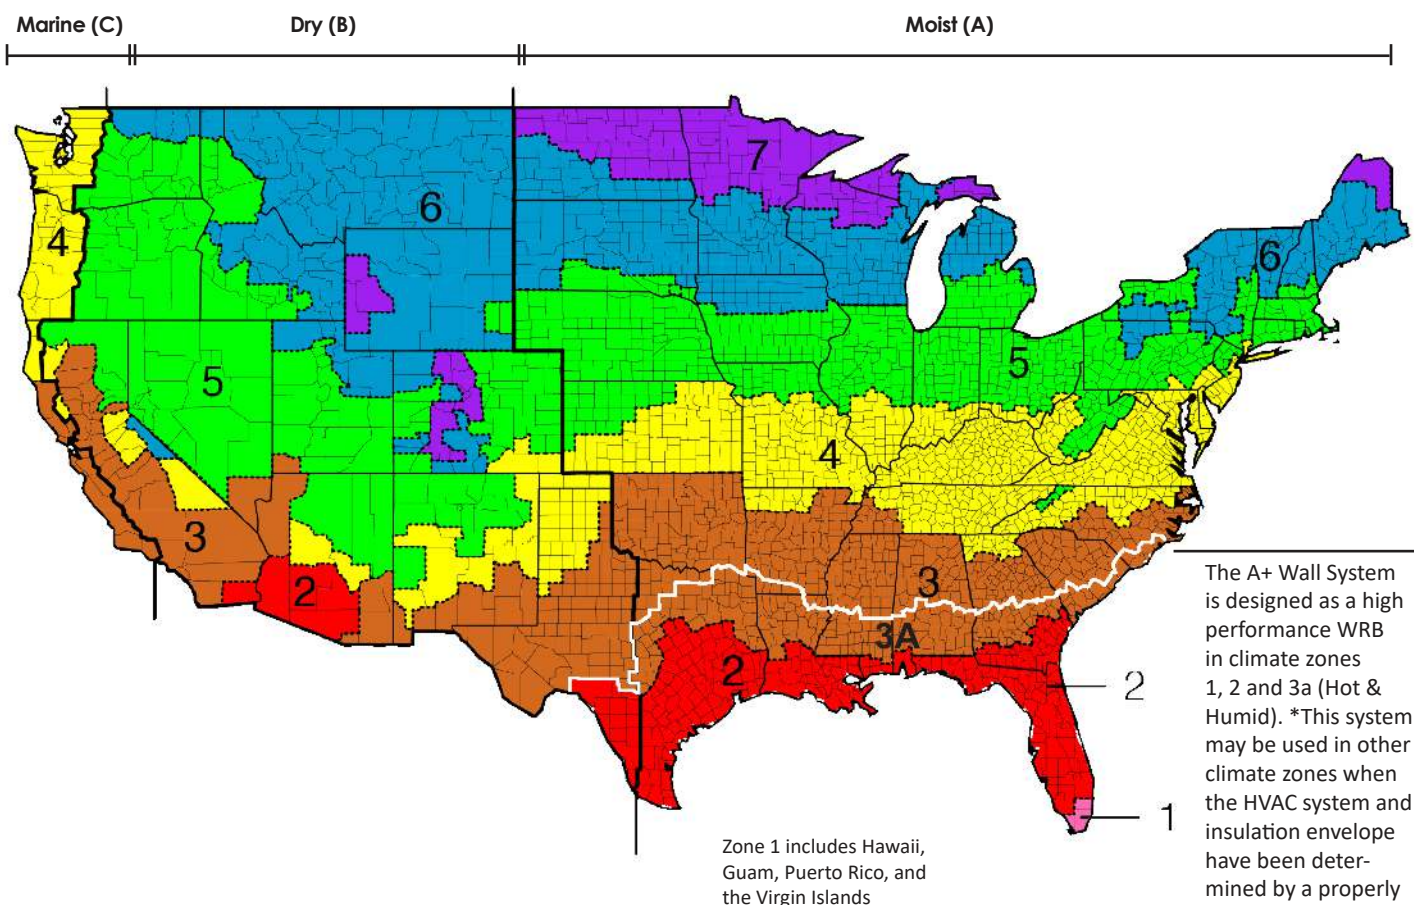 Marine (C)
Dry (B)
Moist (A)
7
6
4
6
5
5
4
3
3
3A
2
2
2
1
The A+ Wall System
is designed as a high
performance WRB
in climate zones
1, 2 and 3a (Hot &
Humid). *This system
may be used in other
climate zones when
the HVAC system and
insulation envelope
have been deter-
mined by a properly
Zone 1 includes Hawaii,
Guam, Puerto Rico, and
the Virgin Islands